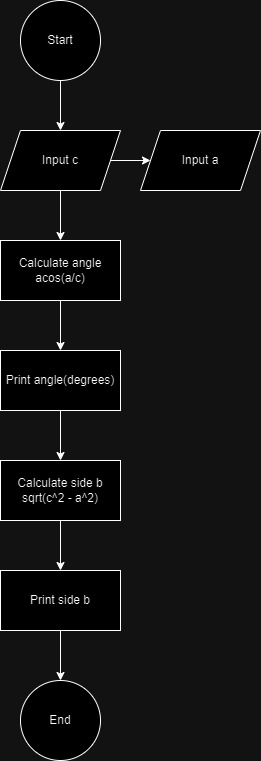 Start
Input c
Input a
Calculate angle
acos(a/c)
Print angle(degrees)
Calculate side b
sqrt(c^2 - a^2)
Print side b
End